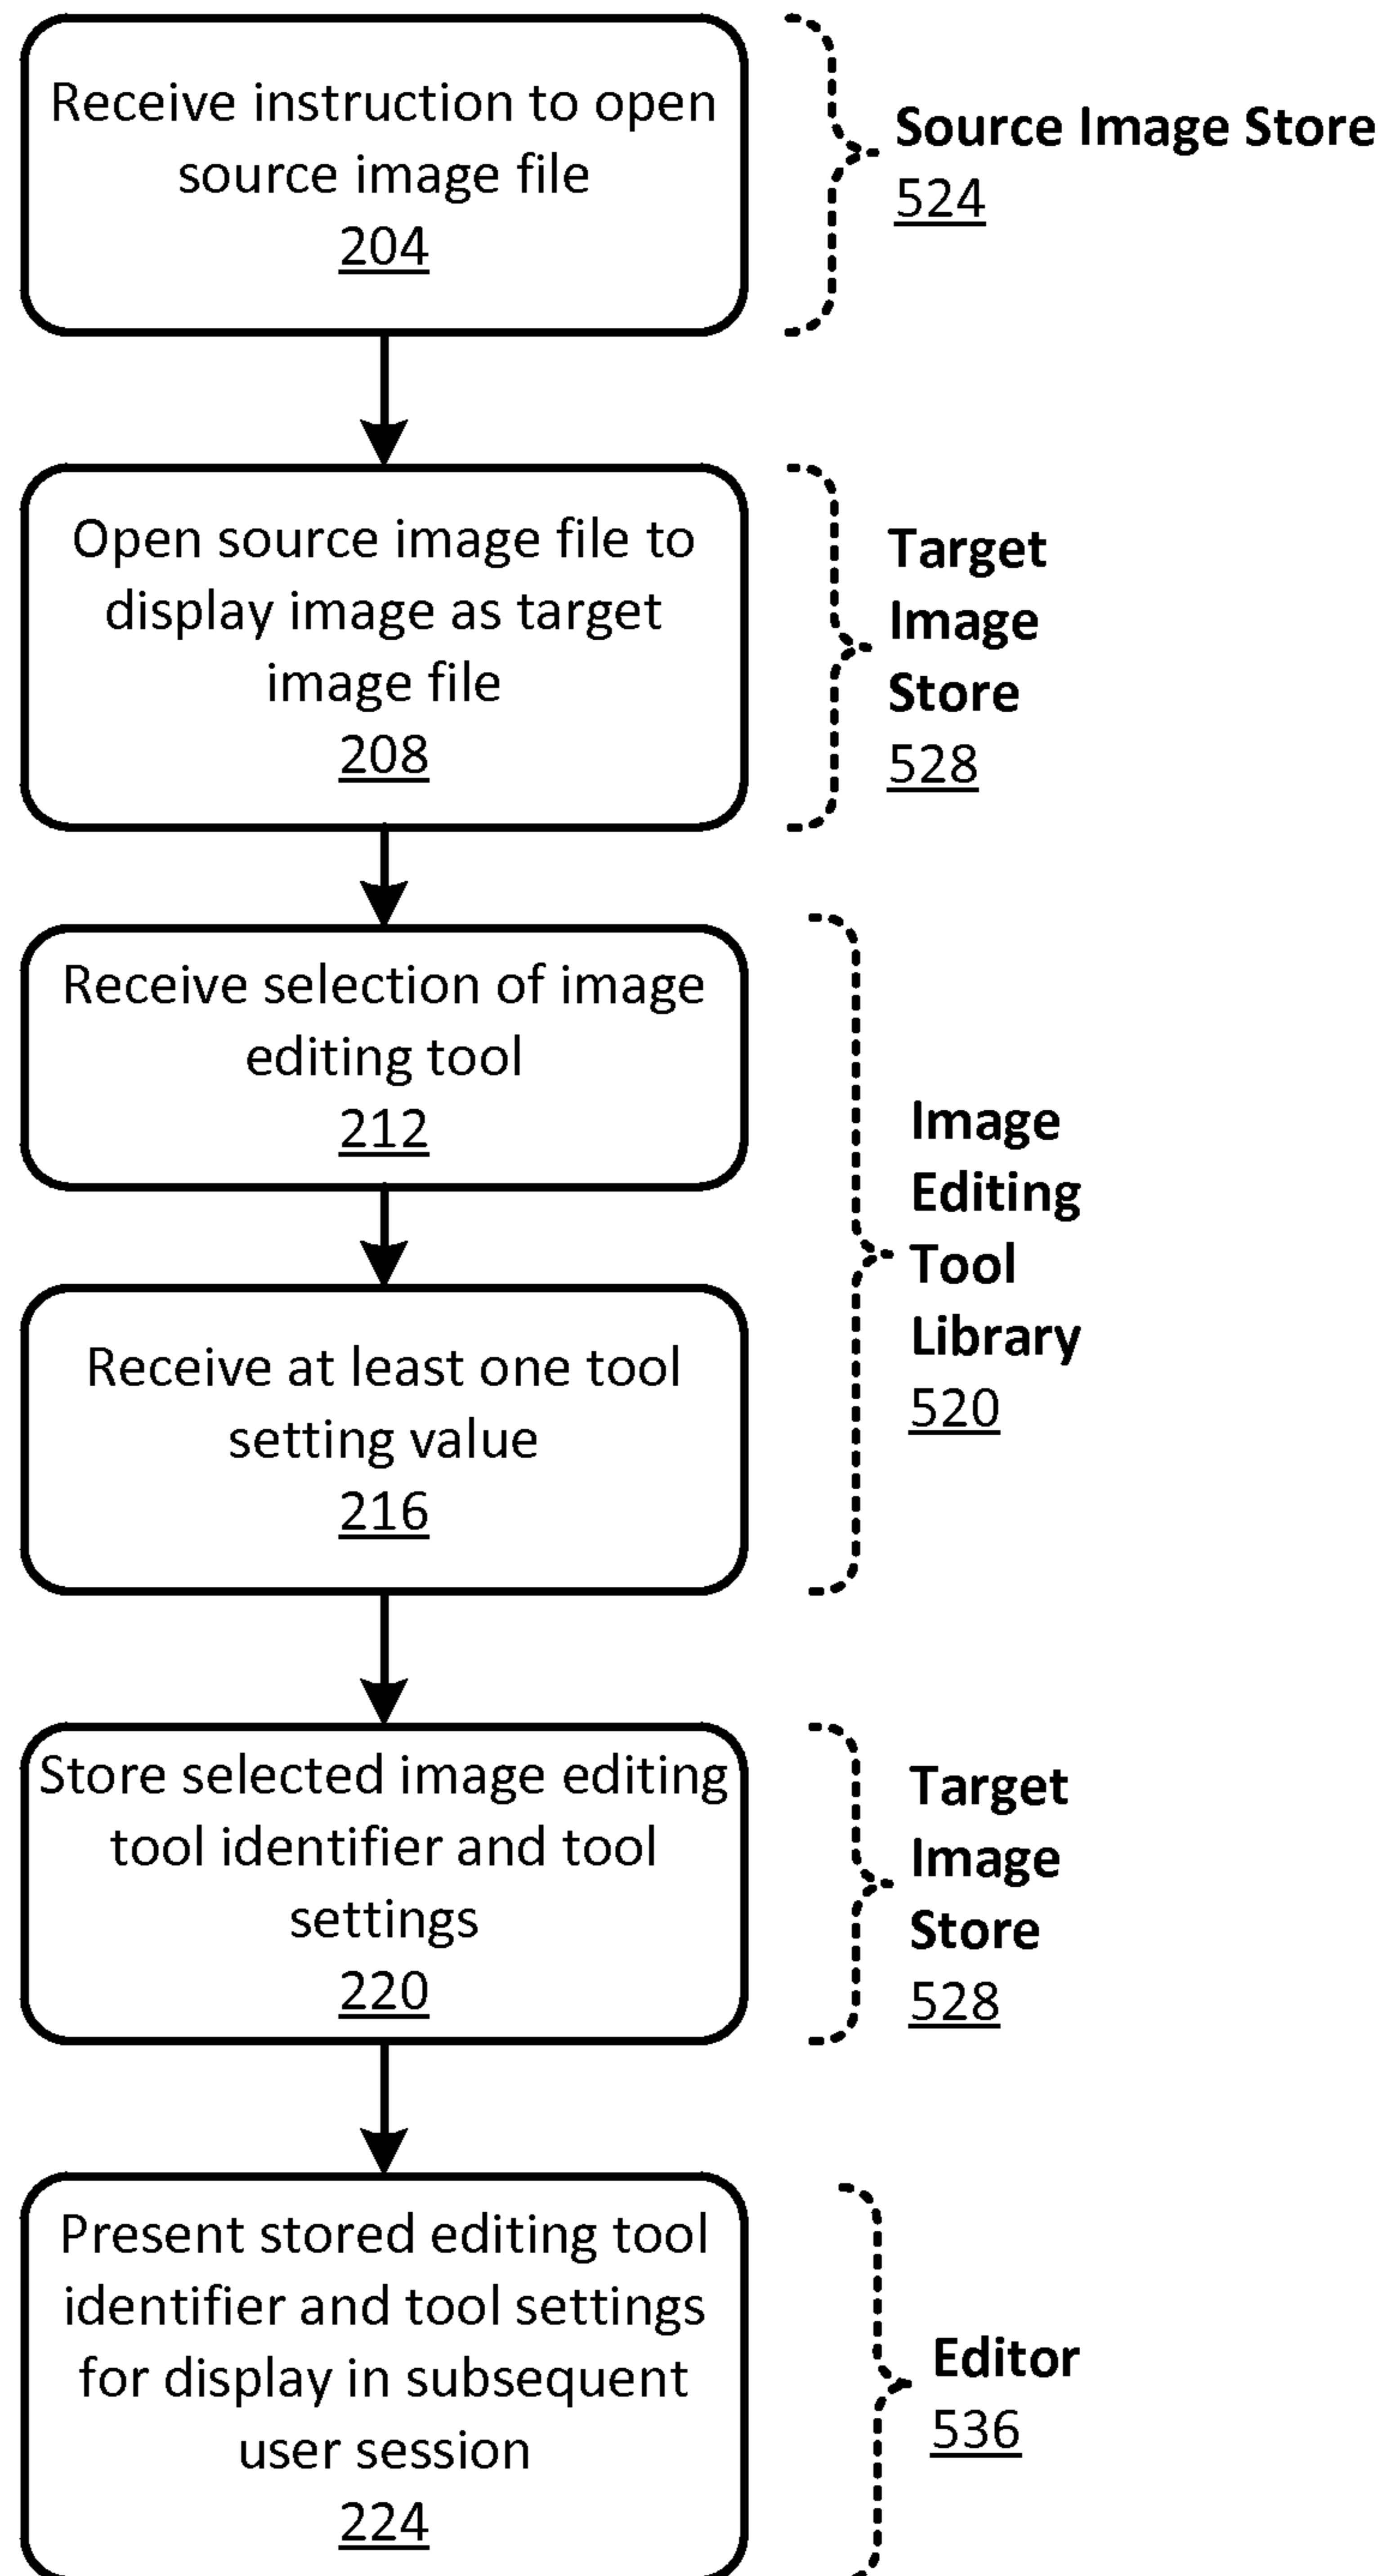 Receive instruction to open
source image file
204
Source Image Store
524
Open source image file to
display image as target
image file
208
Target
Image
Store
528
Receive selection of image
editing tool
212
Receive at least one tool
setting value
216
Image
Editing
Tool
Library
520
Store selected image editing
tool identifier and tool
settings
220
Target
Image
Store
528
Present stored editing tool
identifier and tool settings
for display in subsequent
user session
224
Editor
536